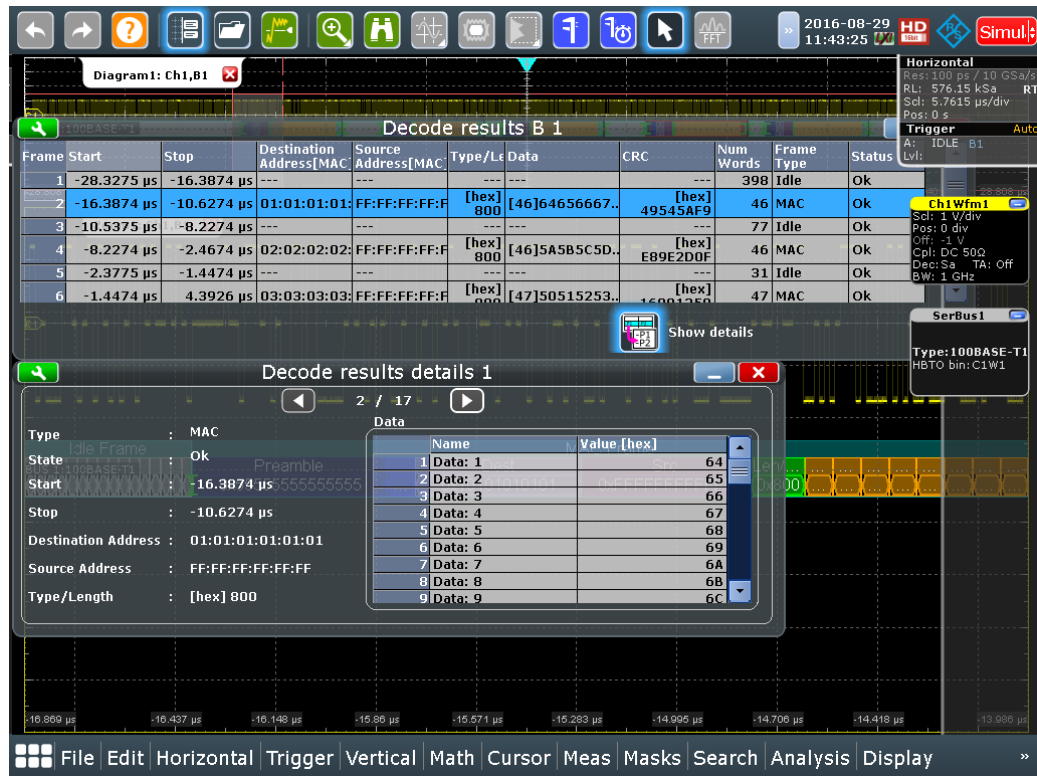 2016-08-29
11:43:25
HD
16Bit
Simul
FFT
Diagram1: Ch1,B1
Horizontal
Res: 100 ps / 10 GSa/s
RL: 576.15 kSa RT
Scl: 5.7615 µs/div
Pos: 0 s
Trigger Auto
A: IDLE B1
Lvl:
100BASE-T1
Decode results B 1
Frame Start Stop Destination Address[MAC Source Address[MAC Type/Le Data CRC Num Words Frame Type Status
1 -28.3275 µs -16.3874 µs --- --- --- --- --- 398 Idle Ok
2 -16.3874 µs -10.6274 µs 01:01:01:01: FF:FF:FF:FF:F [hex] 800 [46]64656667.. [hex] 49545AF9 46 MAC Ok
3 -10.5375 µs -8.2274 µs --- --- --- --- --- 77 Idle Ok
4 -8.2274 µs -2.4674 µs 02:02:02:02: FF:FF:FF:FF:F [hex] 800 [46]5A5B5C5D.. [hex] E89E2D0F 46 MAC Ok
5 -2.3775 µs -1.4474 µs --- --- --- --- --- 31 Idle Ok
6 -1.4474 µs 4.3926 µs 03:03:03:03: FF:FF:FF:FF:F [hex] [47]50515253.. [hex] 47 MAC Ok
Show details
Ch1Wfm1
Scl: 1 V/div
Pos: 0 div
Off: -1 V
Cpl: DC 50Ω
Dec: Sa TA: Off
BW: 1 GHz
SerBus1
Type:100BASE-T1
HBTO bin:C1W1
Decode results details 1
2 / 17
Type : MAC
State : Ok
Start : -16.3874 µs
Stop : -10.6274 µs
Destination Address : 01:01:01:01:01:01
Source Address : FF:FF:FF:FF:FF:FF
Type/Length : [hex] 800
Data
Name Value [hex]
1 Data: 1 64
2 Data: 2 65
3 Data: 3 66
4 Data: 4 67
5 Data: 5 68
6 Data: 6 69
7 Data: 7 6A
8 Data: 8 6B
9 Data: 9 6C
Idle Frame
Preamble
BUS 1:100BASE-T1
-16.869 µs -16.437 µs -16.148 µs -15.86 µs -15.571 µs -15.283 µs -14.995 µs -14.706 µs -14.418 µs -13.986 µs
File Edit Horizontal Trigger Vertical Math Cursor Meas Masks Search Analysis Display »